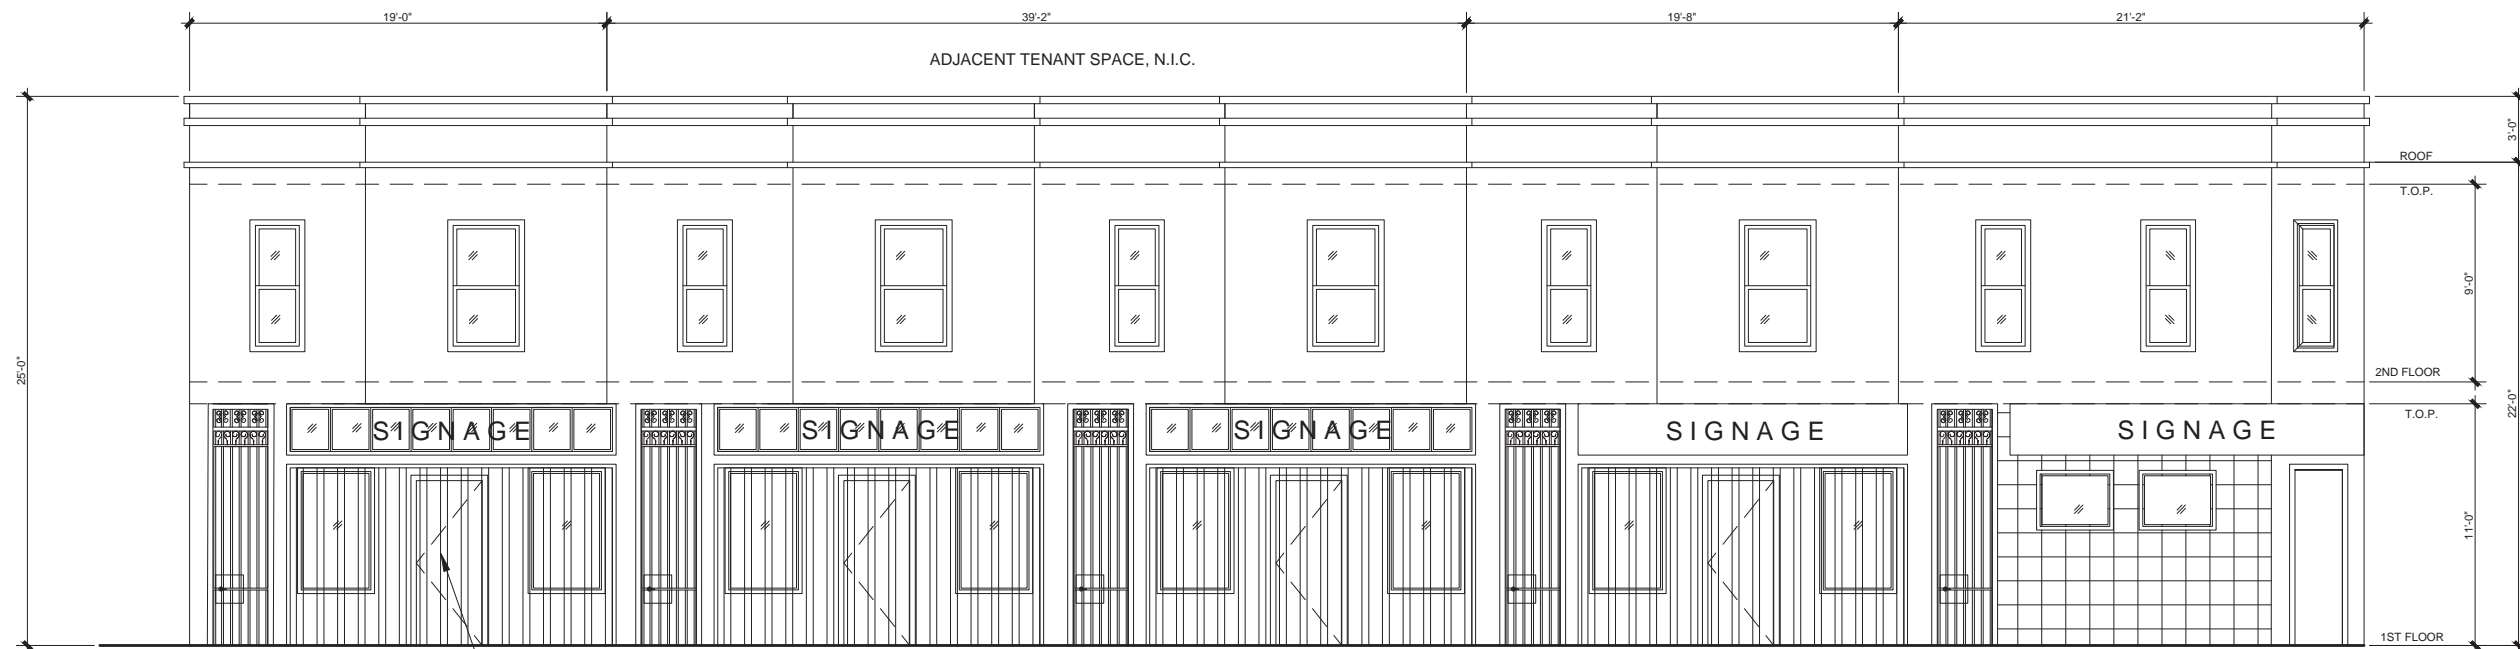 19'-0"
39'-2"
19'-8"
21'-2"
ADJACENT TENANT SPACE, N.I.C.
25'-0"
3'-0"
ROOF
T.O.P.
9'-0"
2ND FLOOR
T.O.P.
22'-0"
SIGNAGE
SIGNAGE
SIGNAGE
SIGNAGE
SIGNAGE
11'-0"
1ST FLOOR